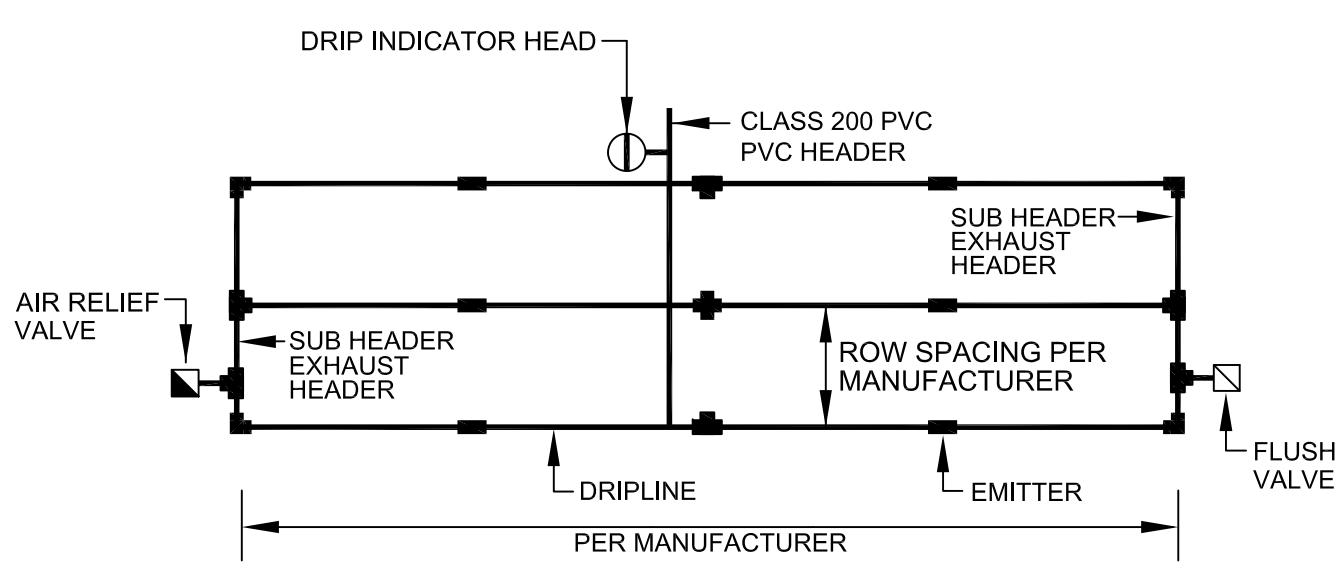 DRIP INDICATOR HEAD
CLASS 200 PVC
PVC HEADER
SUB HEADER
EXHAUST
HEADER
AIR RELIEF
VALVE
SUB HEADER
EXHAUST
HEADER
ROW SPACING PER
MANUFACTURER
FLUSH
VALVE
DRIPLINE
EMITTER
PER MANUFACTURER